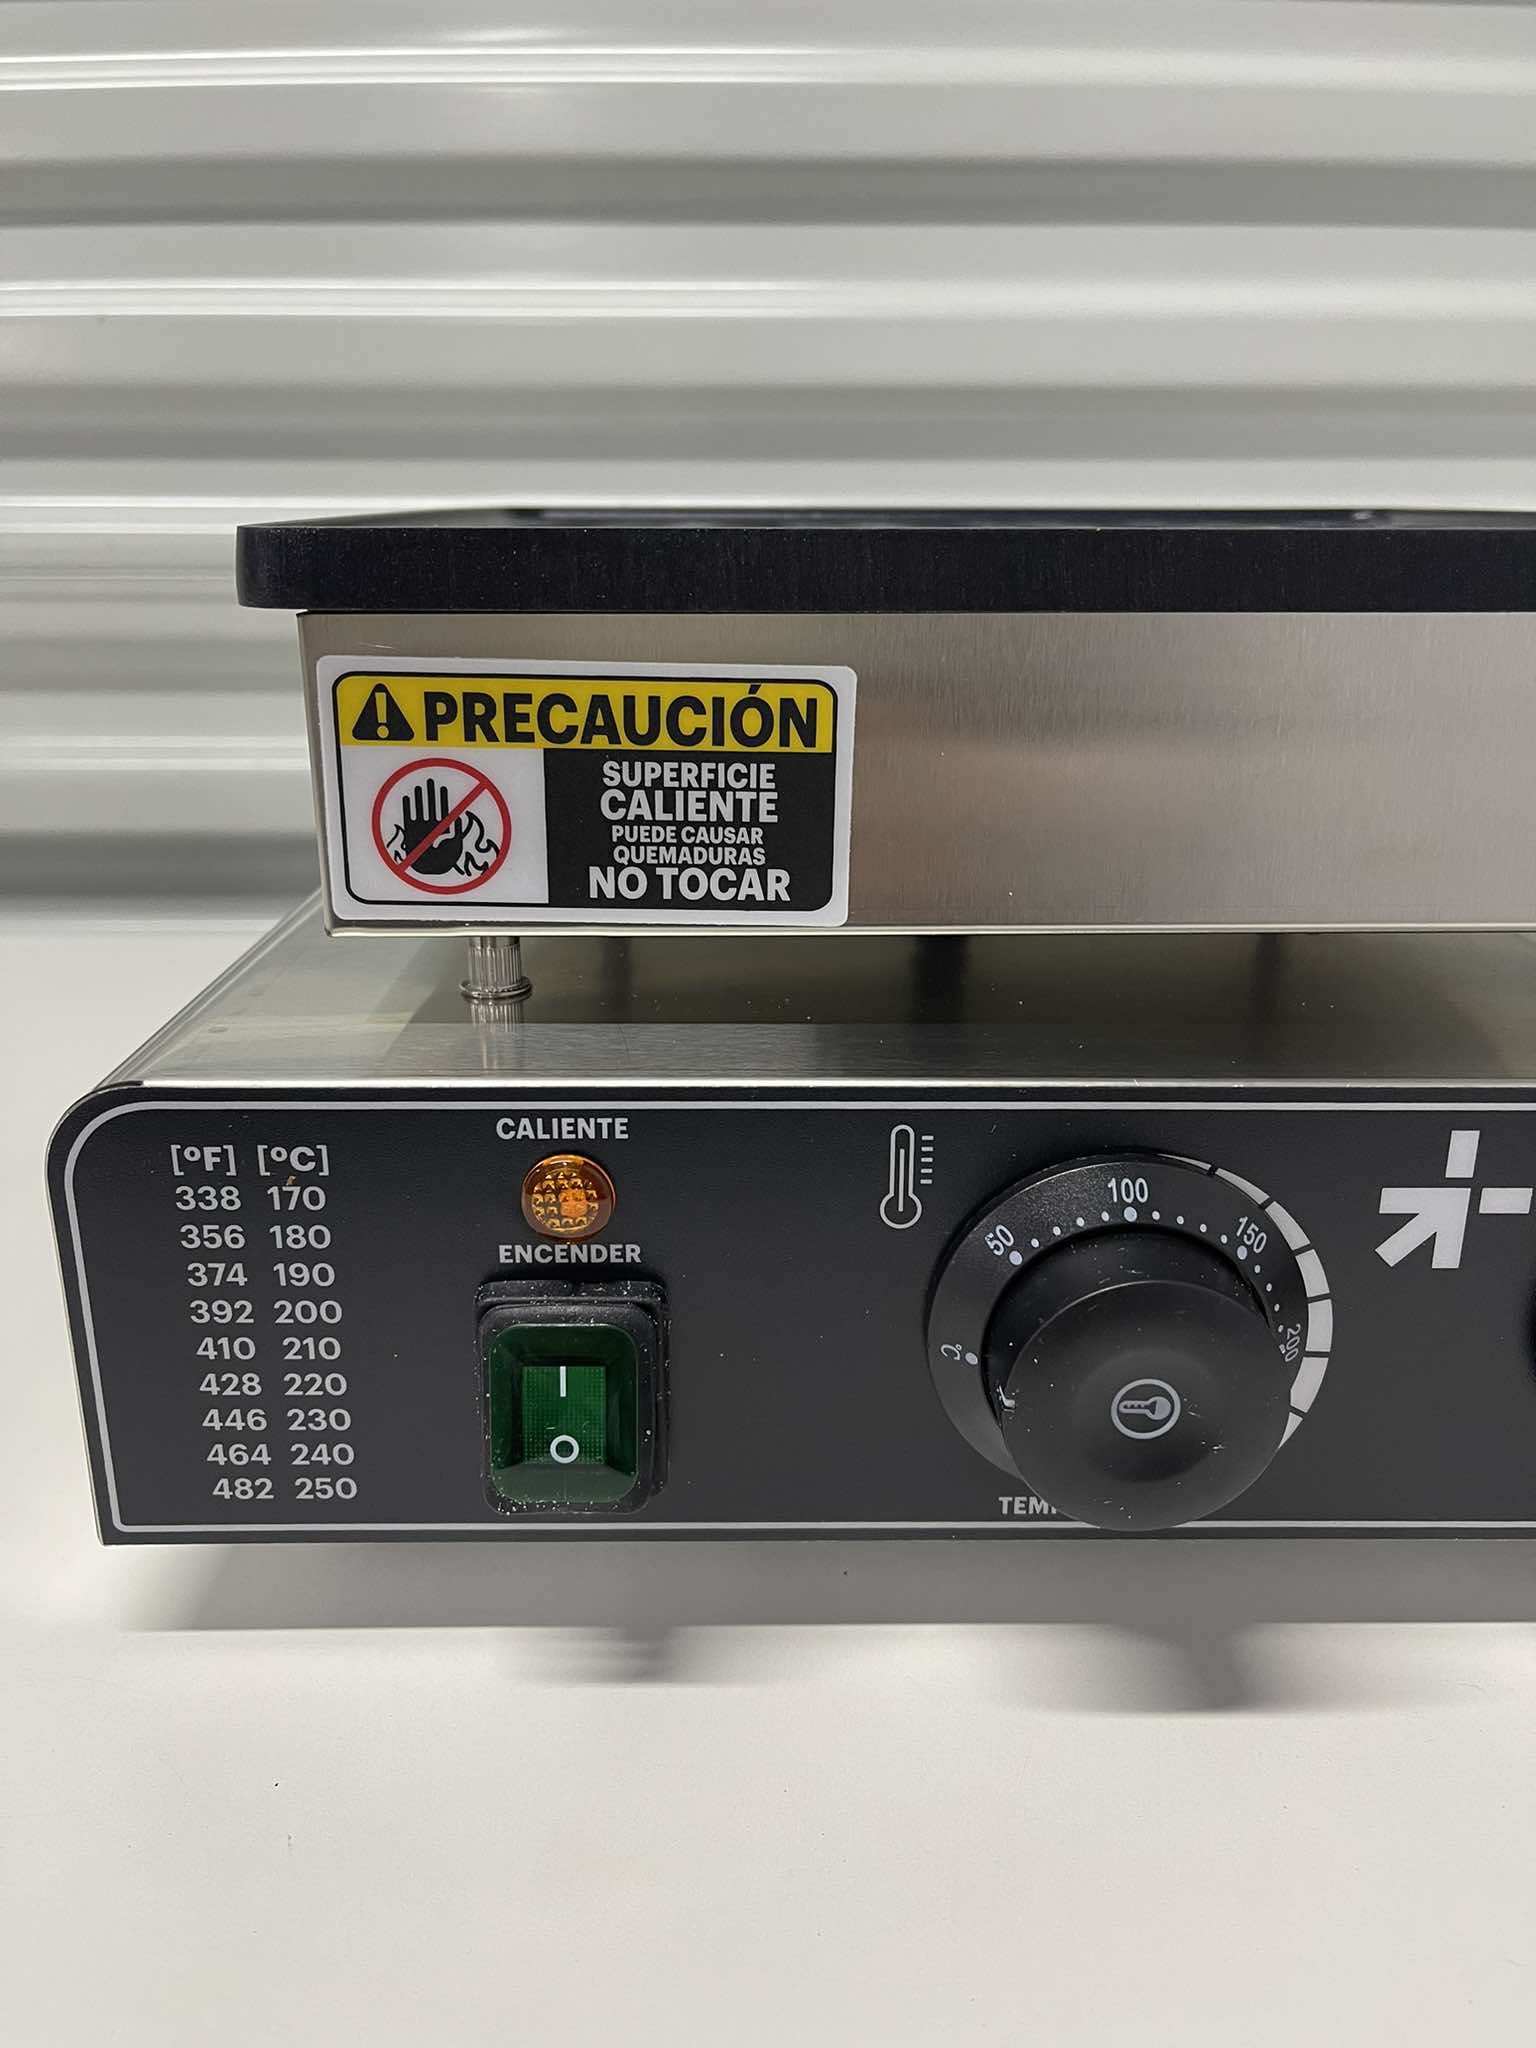 PRECAUCIÓN
SUPERFICIE
CALIENTE
PUEDE CAUSAR
QUEMADURAS
NO TOCAR
CALIENTE
[ºF] [ºC]
338 170
356 180
374 190
392 200
410 210
428 220
446 230
464 240
482 250
ENCENDER
I
O
50
100
150
200
°C